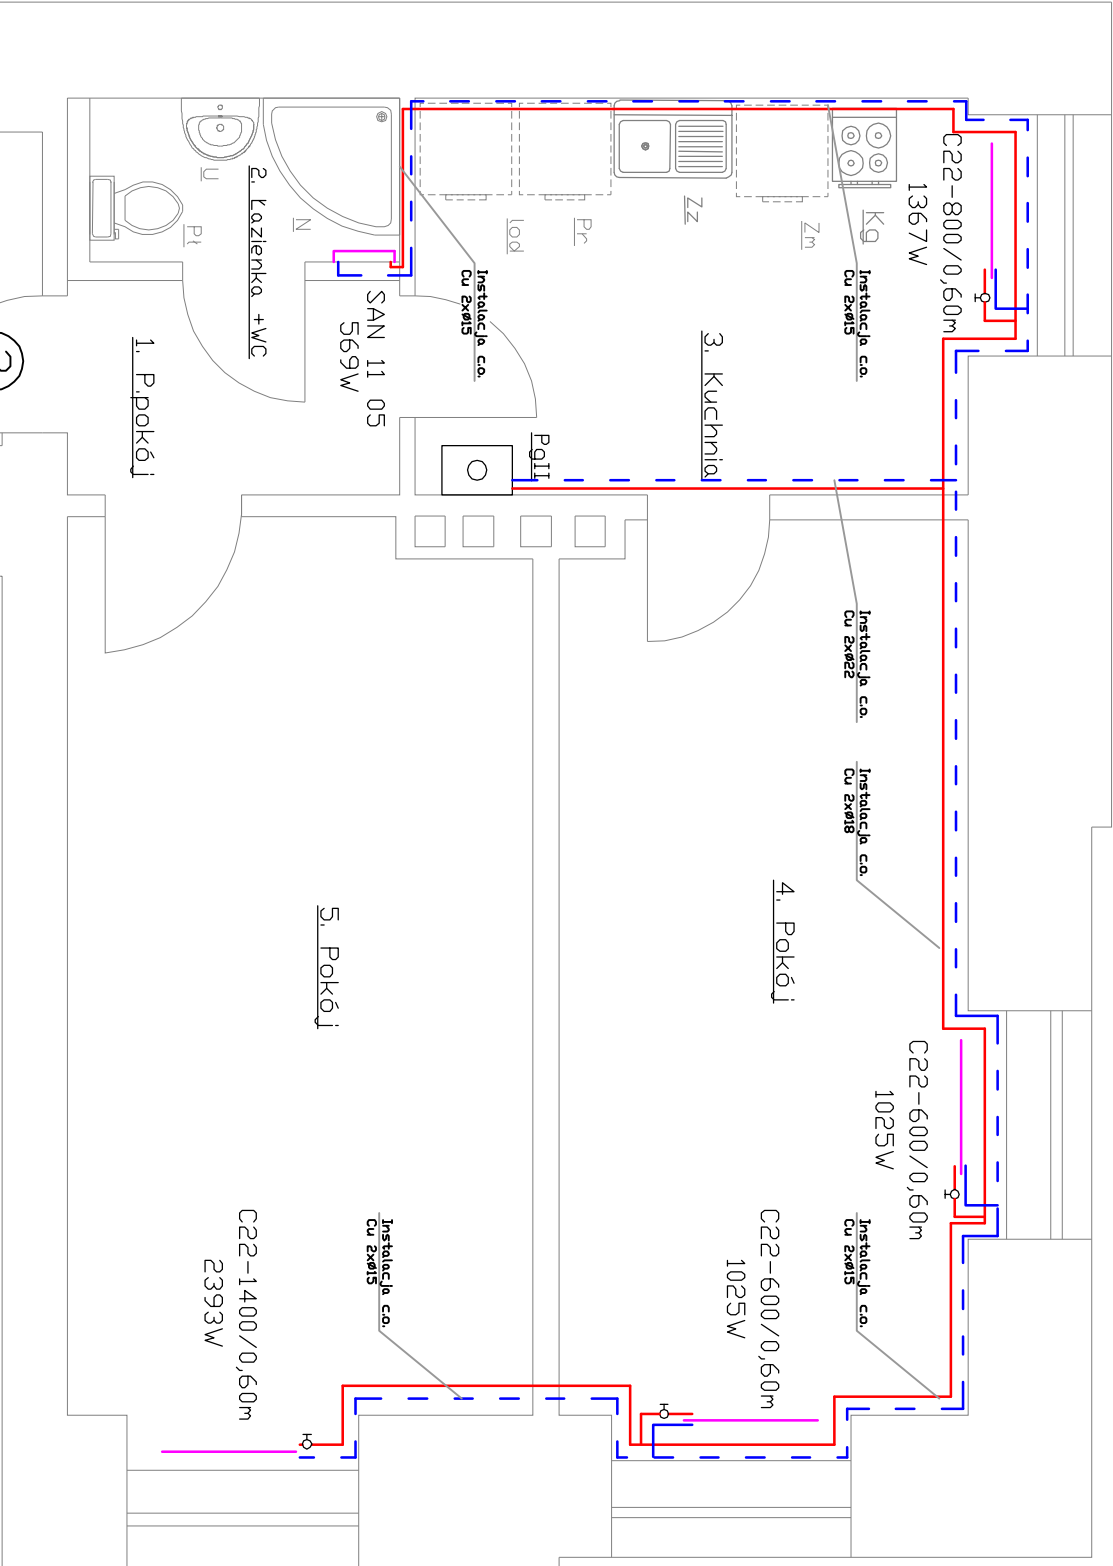 C22-800/0,60m
1367W
Kg
Zm
Zz
Pr
lod
N
U
Pł
2. Łazienka +WC
Instalacja c.o.
Cu 2xø15
Instalacja c.o.
Cu 2xø15
SAN 11 05
569W
3. Kuchnia
1. P.pokój
PgII
2
Instalacja c.o.
Cu 2xø22
Instalacja c.o.
Cu 2xø18
4. Pokój
5. Pokój
C22-600/0,60m
1025W
Instalacja c.o.
Cu 2xø15
C22-600/0,60m
1025W
Instalacja c.o.
Cu 2xø15
C22-1400/0,60m
2393W